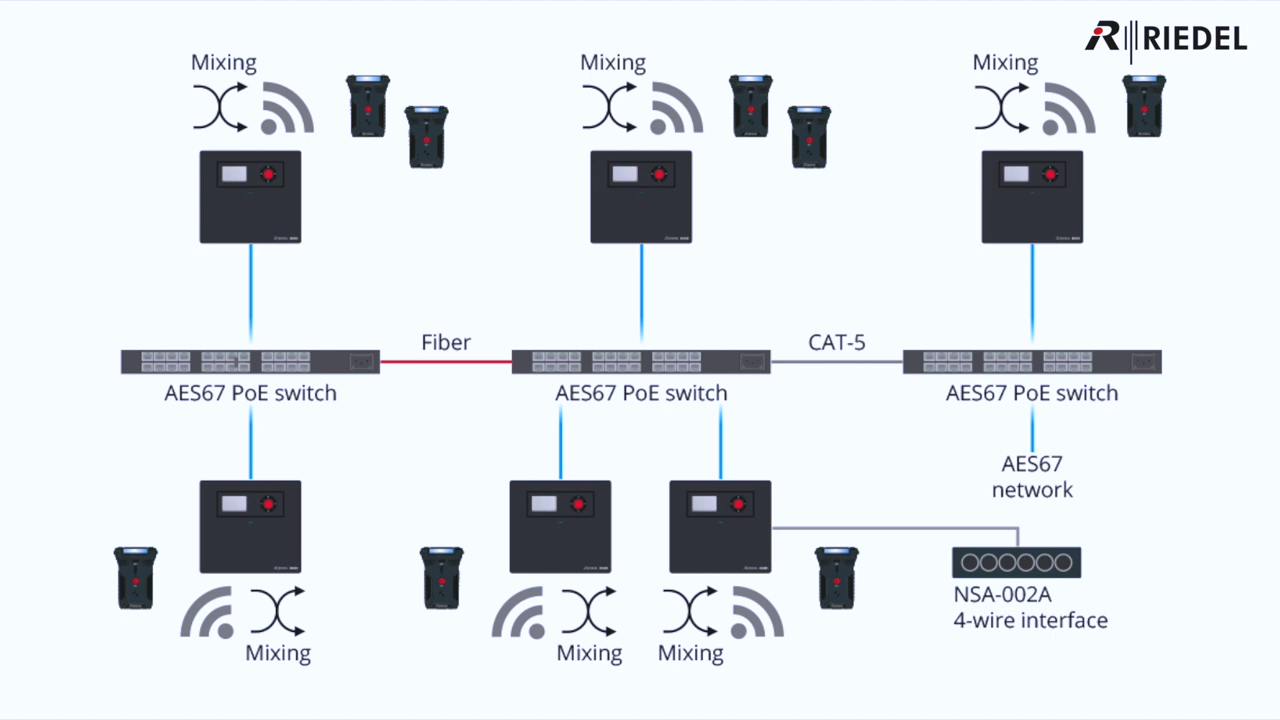 RIEDEL
Mixing
Mixing
Mixing
Fiber
CAT-5
AES67 PoE switch
AES67 PoE switch
AES67 PoE switch
AES67
network
NSA-002A
4-wire interface
Mixing
Mixing
Mixing